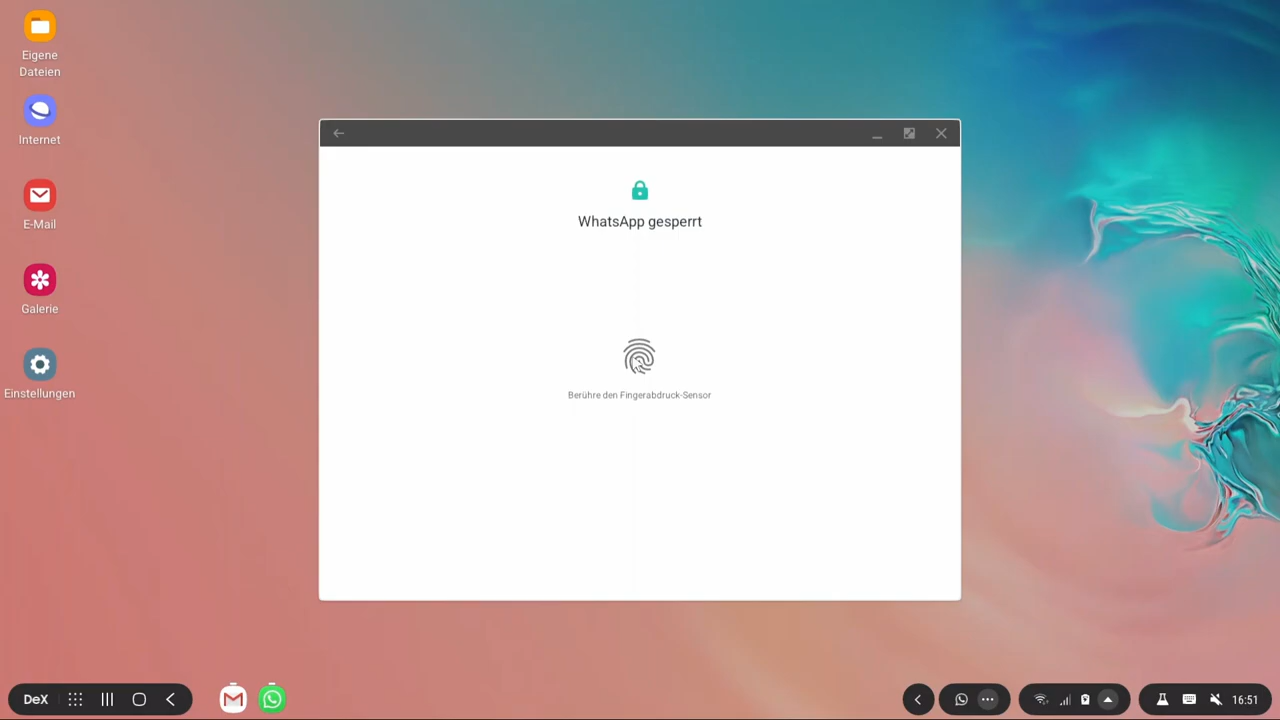 Eigene
Dateien
Internet
E-Mail
Galerie
Einstellungen
WhatsApp gesperrt
Berühre den Fingerabdruck-Sensor
DeX
16:51